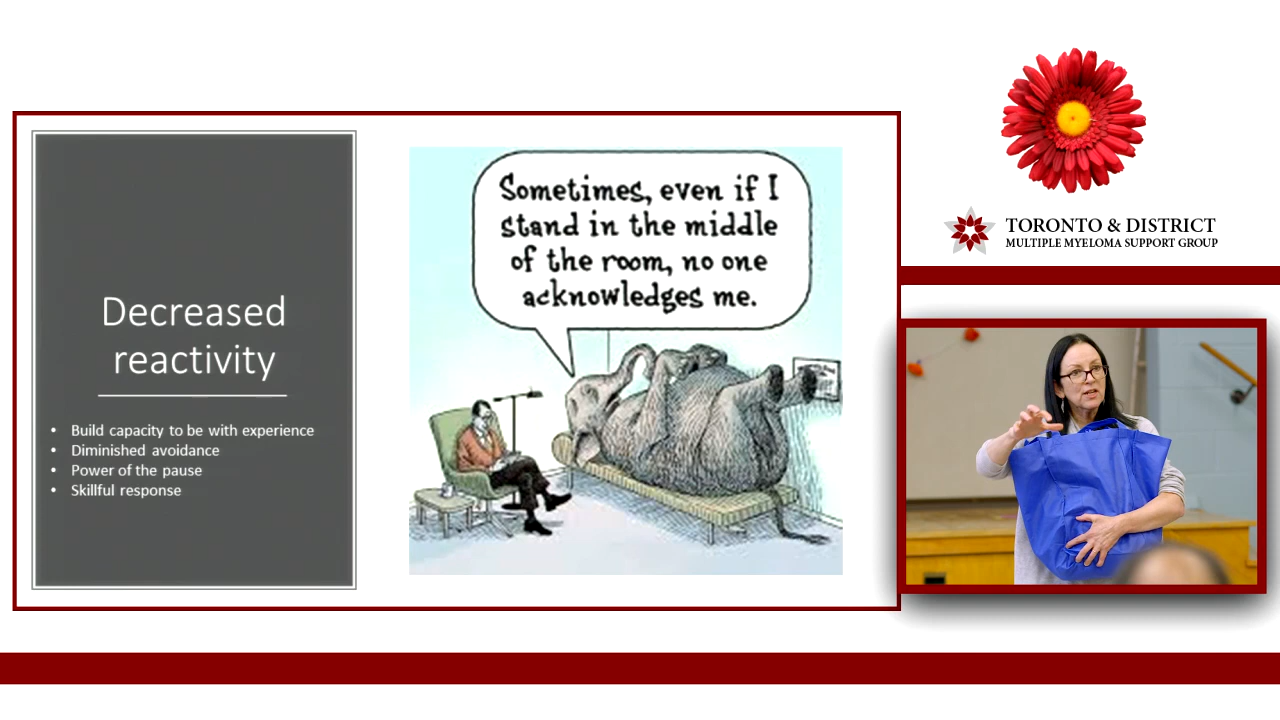 Decreased
reactivity
• Build capacity to be with experience
• Diminished avoidance
• Power of the pause
• Skillful response
Sometimes, even if I
stand in the middle
of the room, no one
acknowledges me.
TORONTO & DISTRICT
MULTIPLE MYELOMA SUPPORT GROUP